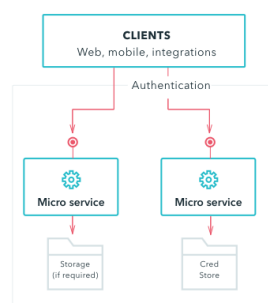 CLIENTS
Web, mobile, integrations
Authentication
Micro service
Micro service
Storage
(if required)
Cred
Store